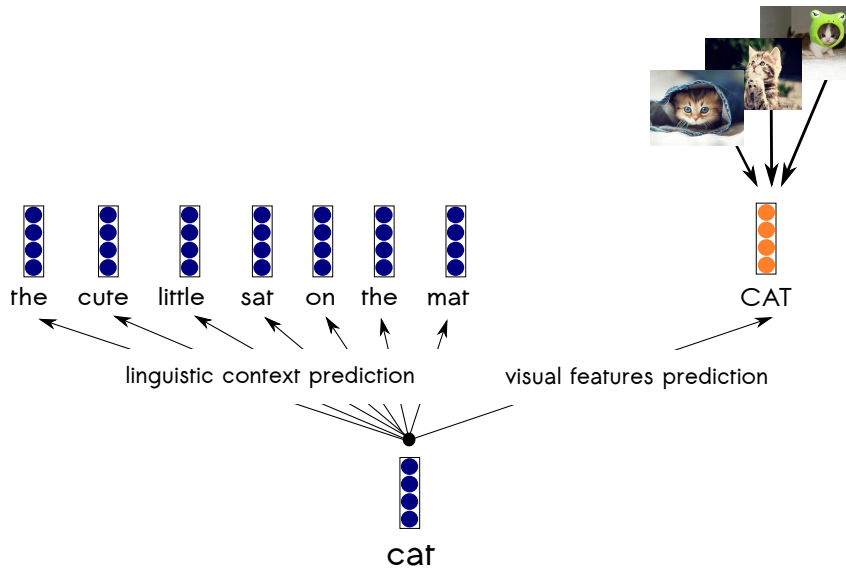 the cute little sat on the mat CAT
linguistic context prediction visual features prediction
cat